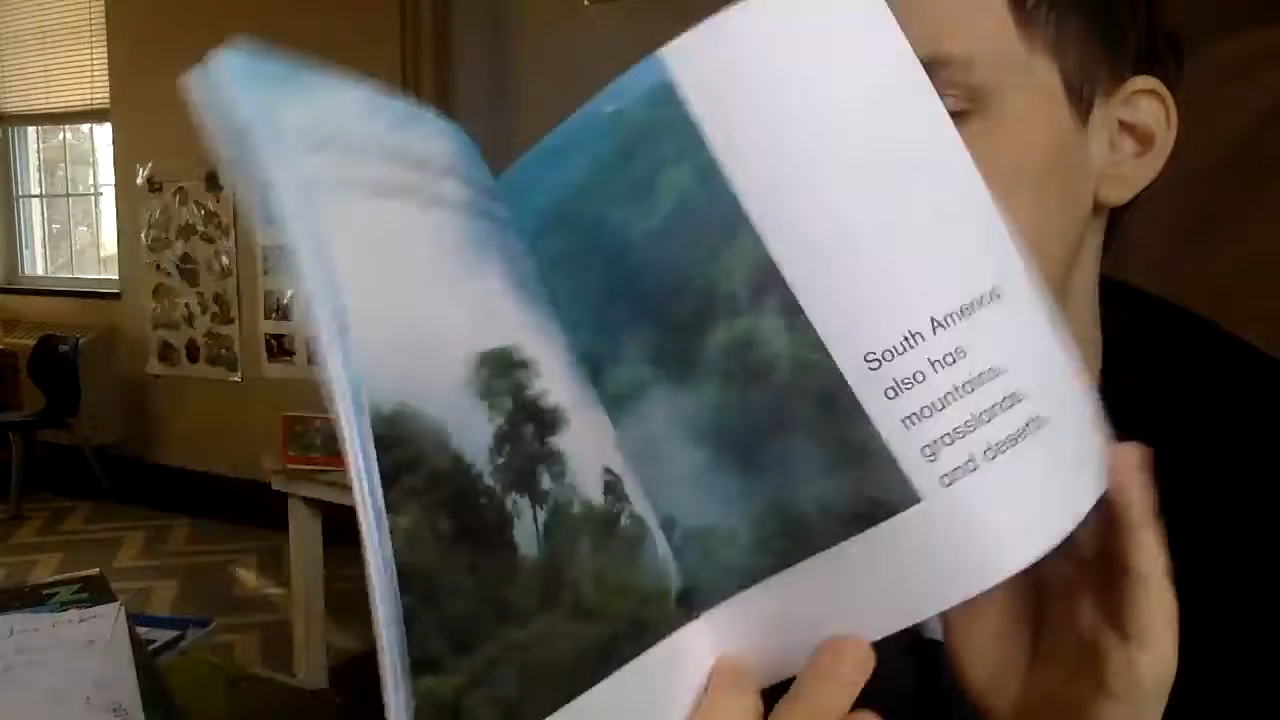 South America
also has
mountains,
grasslands,
and deserts.